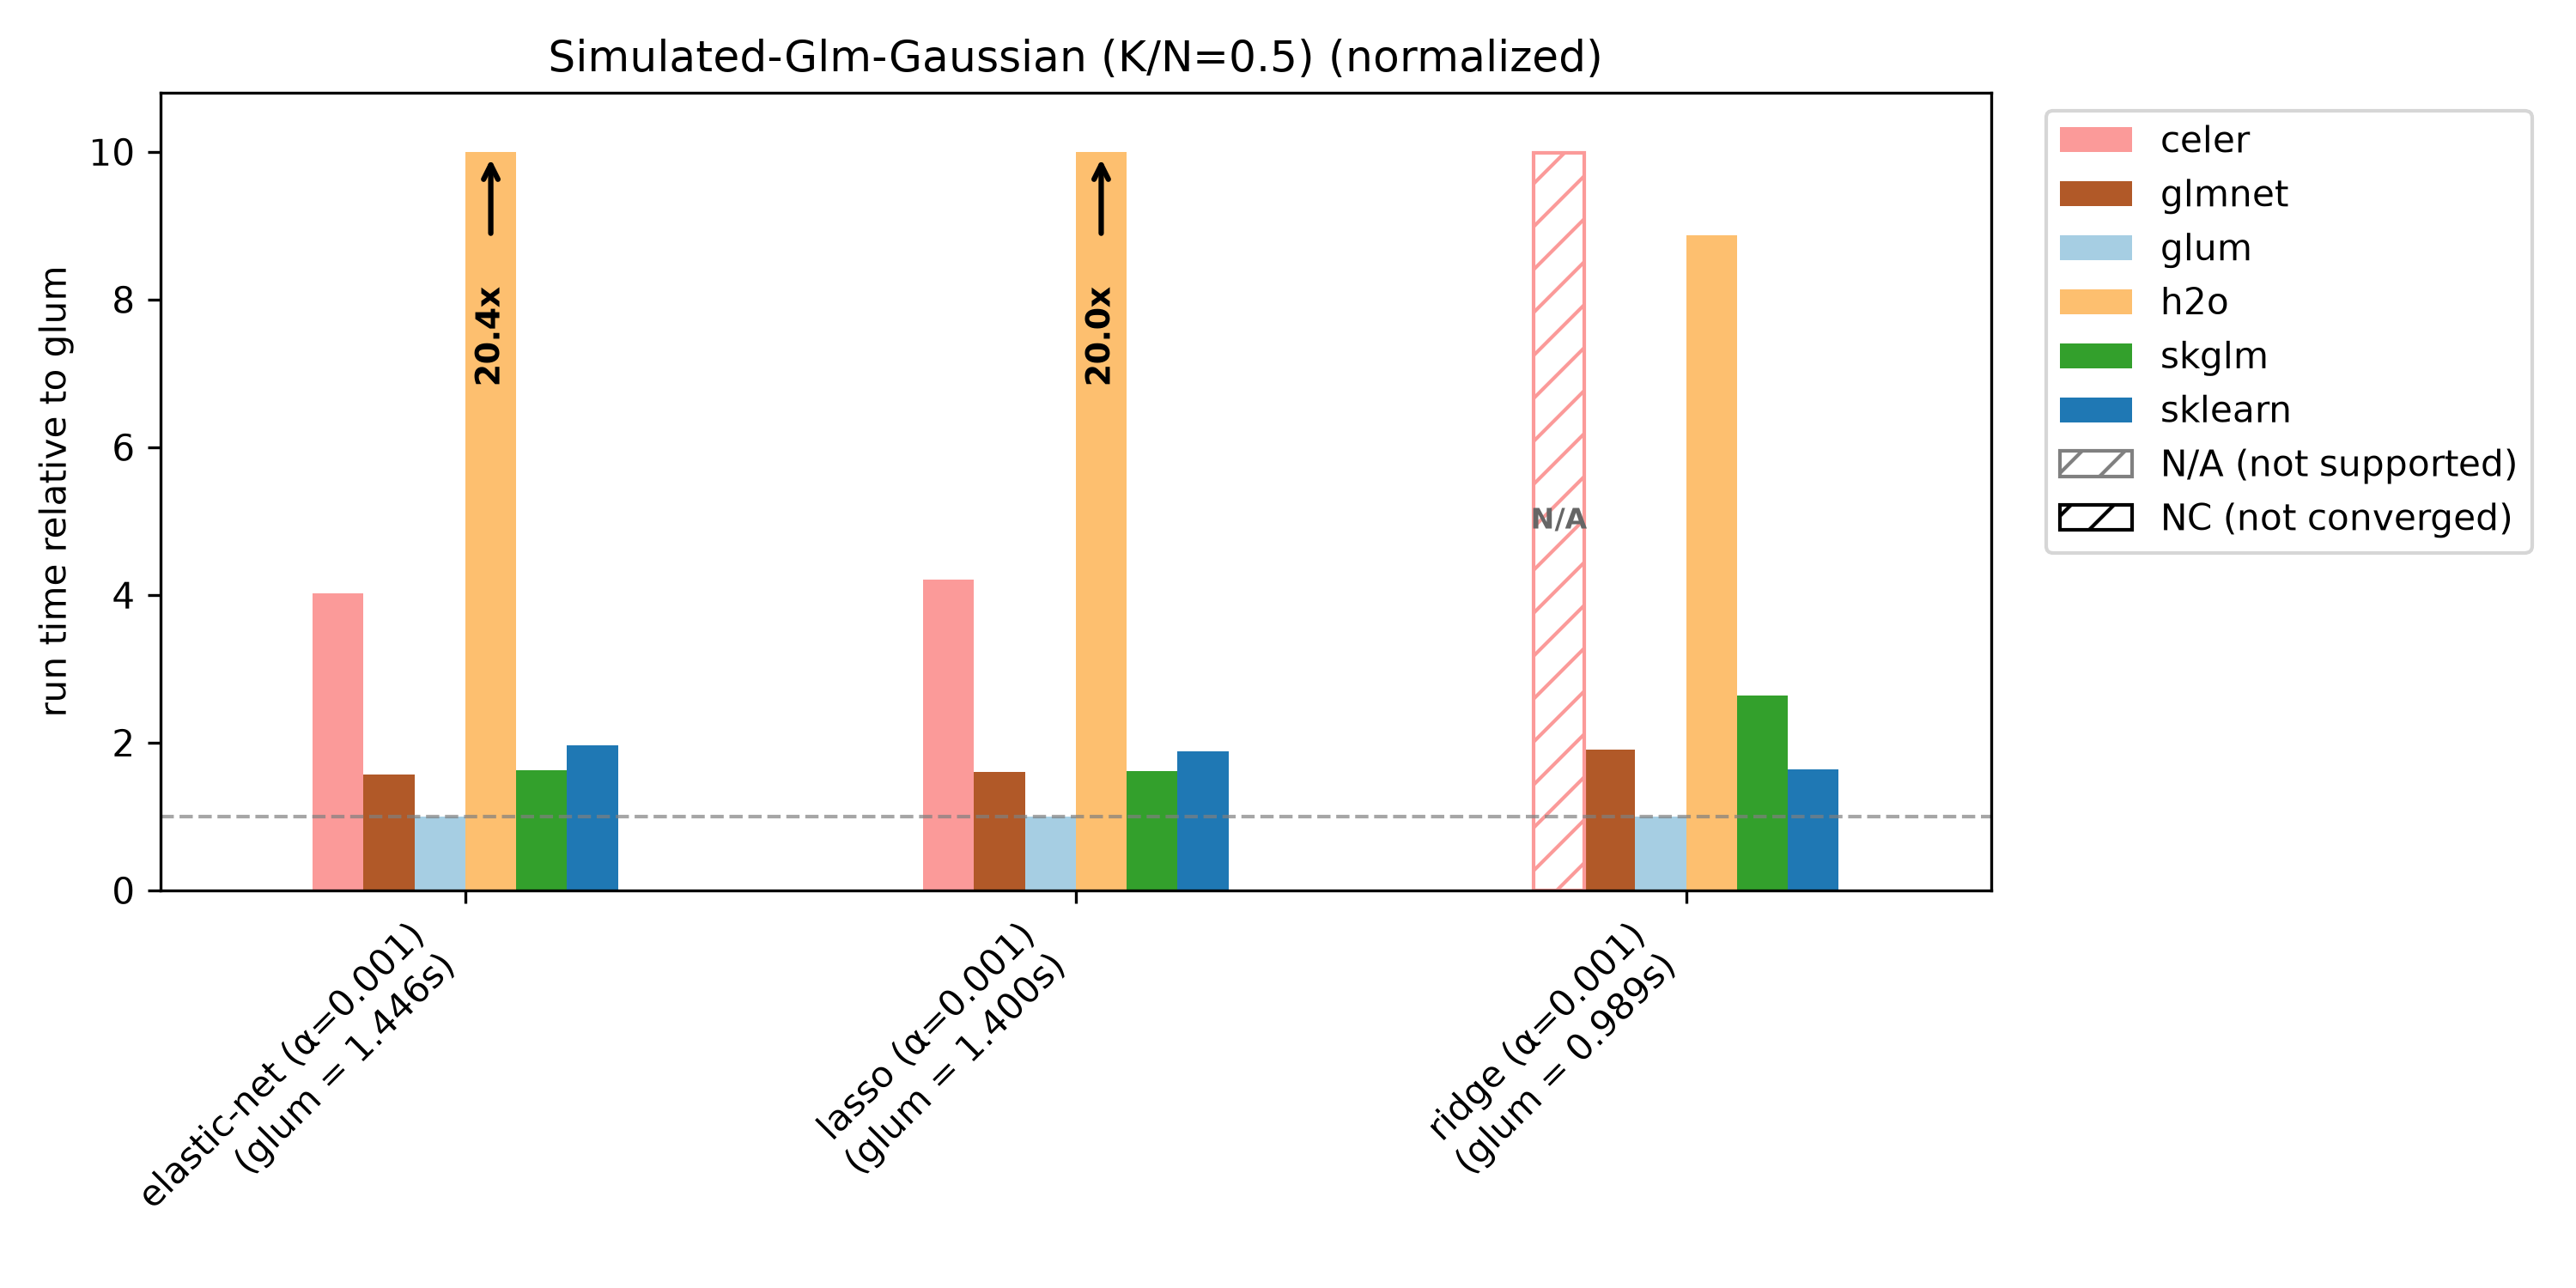 Simulated-Glm-Gaussian (K/N=0.5) (normalized)
run time relative to glum
10
8
6
4
2
0
20.4x
20.0x
N/A
elastic-net (α=0.001)
(glum = 1.446s)
lasso (α=0.001)
(glum = 1.400s)
ridge (α=0.001)
(glum = 0.989s)
celer
glmnet
glum
h2o
skglm
sklearn
N/A (not supported)
NC (not converged)